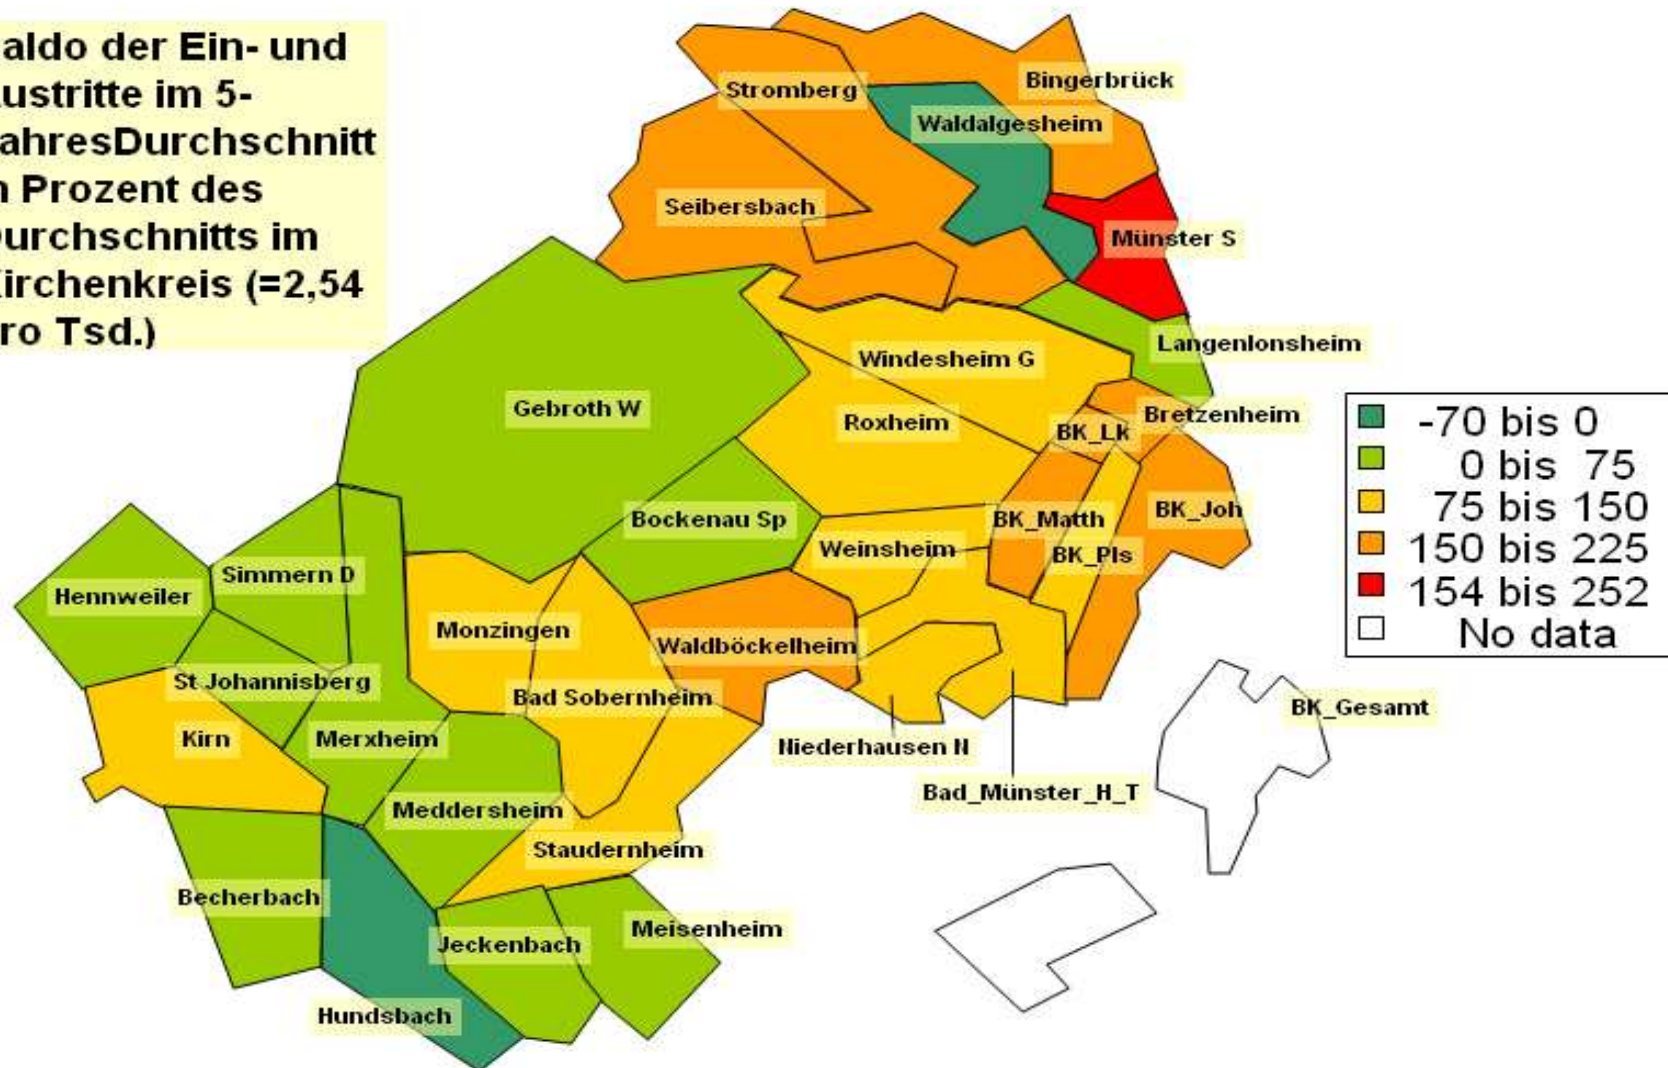 aldo der Ein- und
ustritte im 5-
ahresDurchschnitt
n Prozent des
Durchschnitts im
Kirchenkreis (=2,54
ro Tsd.)
Bingerbrück
Stromberg
Waldalgesheim
Seibersbach
Münster S
Langenlonsheim
Windesheim G
Gebroth W
Roxheim
Bretzenheim
BK_Lk
Bockenau Sp
BK_Matth
BK_Joh
Weinsheim
BK_Pls
Simmern D
Hennweiler
Monzingen
Waldböckelheim
St Johannisberg
Bad Sobernheim
Kirn
Merxheim
Niederhausen N
Bad_Münster_H_T
BK_Gesamt
Meddersheim
Staudernheim
Becherbach
Jeckenbach
Meisenheim
Hundsbach
-70 bis 0
0 bis 75
75 bis 150
150 bis 225
154 bis 252
No data